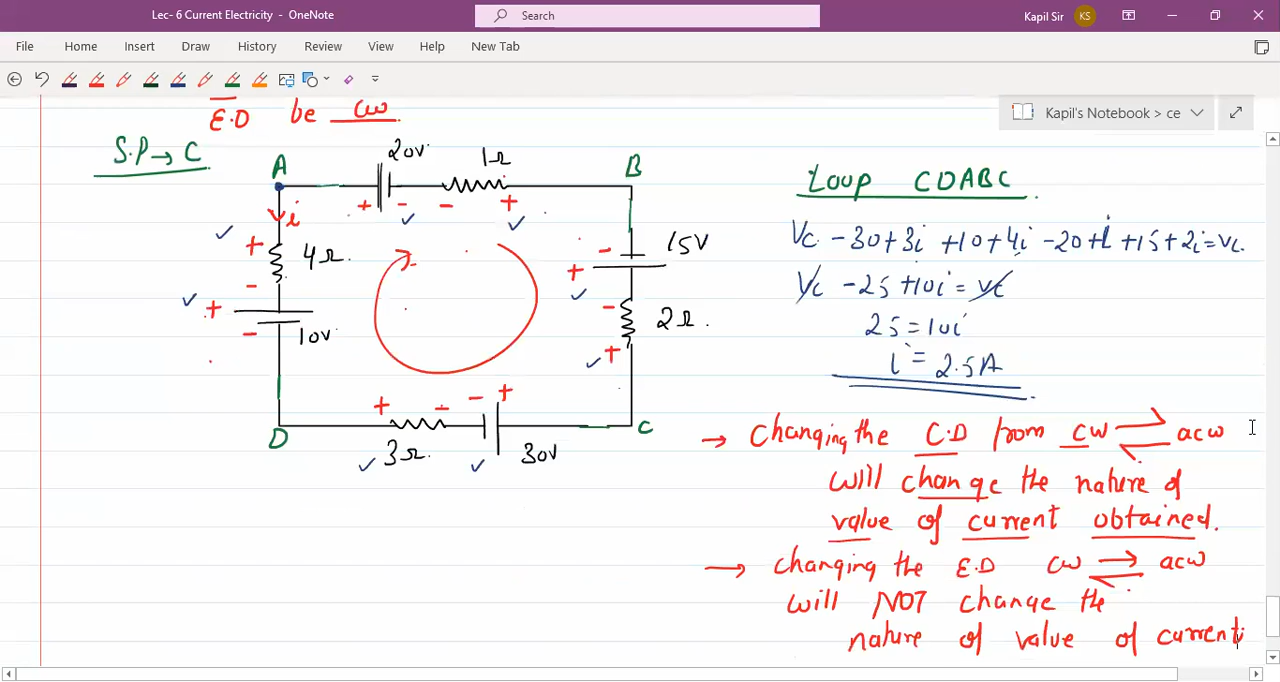 Lec- 6 Current Electricity - OneNote
Search
Kapil Sir
KS
File Home Insert Draw History Review View Help New Tab
Kapil's Notebook > ce
E.D be cw.
S.P → C
A
20V
1Ω
B
+ - - +
i
+ 4Ω -
+ 10V -
- 15V +
- 2Ω. +
D
+ - - +
3Ω.
30V
C
Loop CDABC
Vc - 30 + 3i + 10 + 4i - 20 + i + 15 + 2i = Vc
Vc - 25 + 10i = Vc
25 = 10i
i = 2.5A
→ Changing the C.D from cw ⇌ acw
will change the nature of
value of current obtained.
→ changing the E.D cw ⇌ acw
will NOT change the
nature of value of current